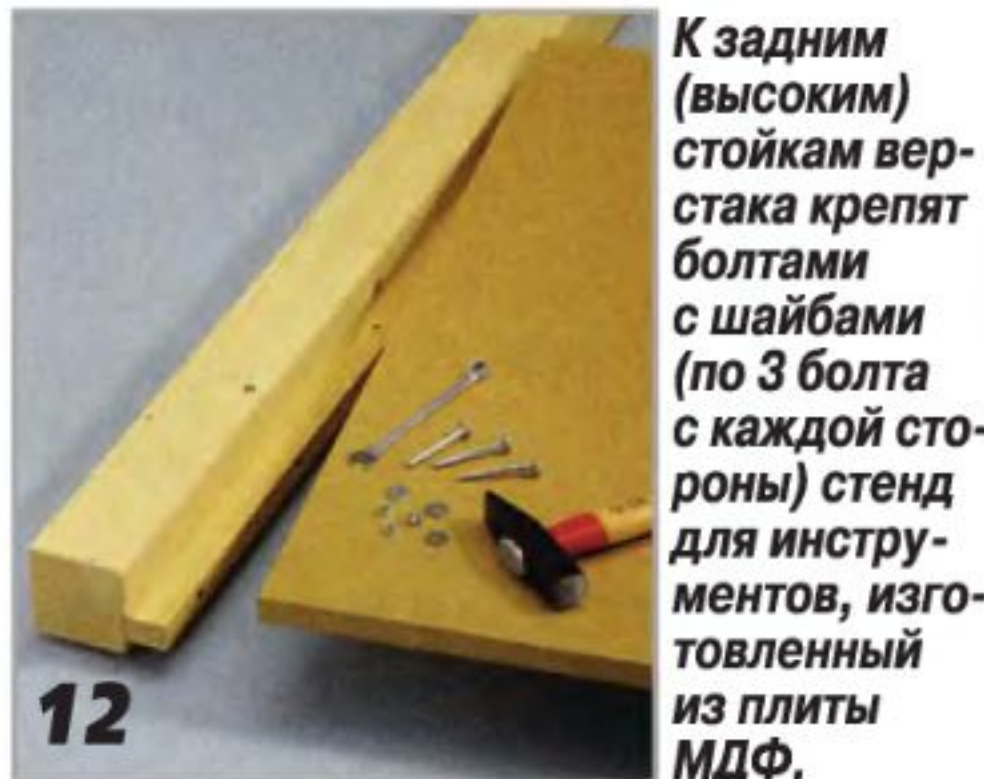 К задним
(высоким)
стойкам вер-
стака крепят
болтами
с шайбами
(по 3 болта
с каждой сто-
роны) стенд
для инстру-
ментов, изго-
товленный
из плиты
МДФ.
12